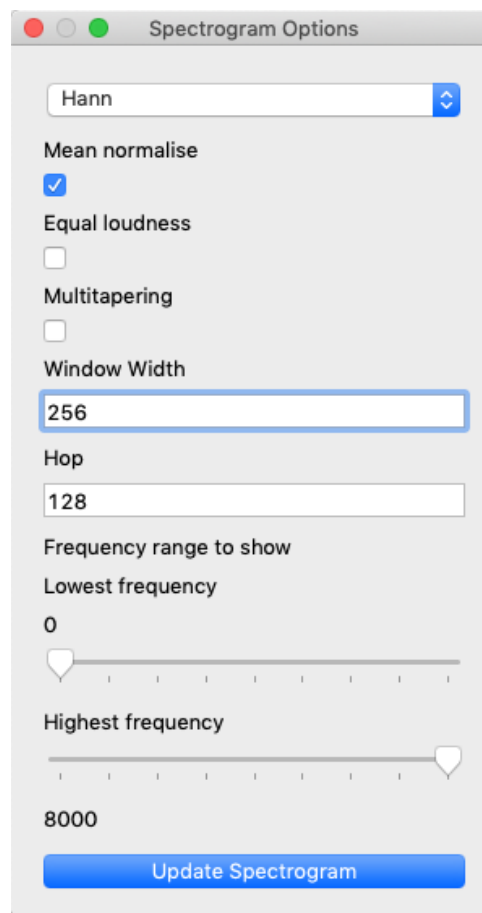 Spectrogram Options
Hann
Mean normalise
Equal loudness
Multitapering
Window Width
256
Hop
128
Frequency range to show
Lowest frequency
0
Highest frequency
8000
Update Spectrogram